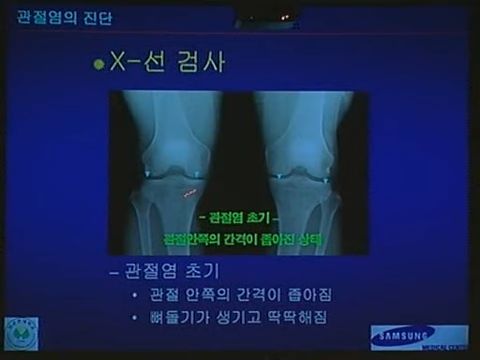 관절염의 진단
X-선 검사
- 관절염 초기 -
관절안쪽의 간격이 좁아진 상태
– 관절염 초기
• 관절 안쪽의 간격이 좁아짐
• 뼈돌기가 생기고 딱딱해짐
SAMSUNG
MEDICAL CENTER